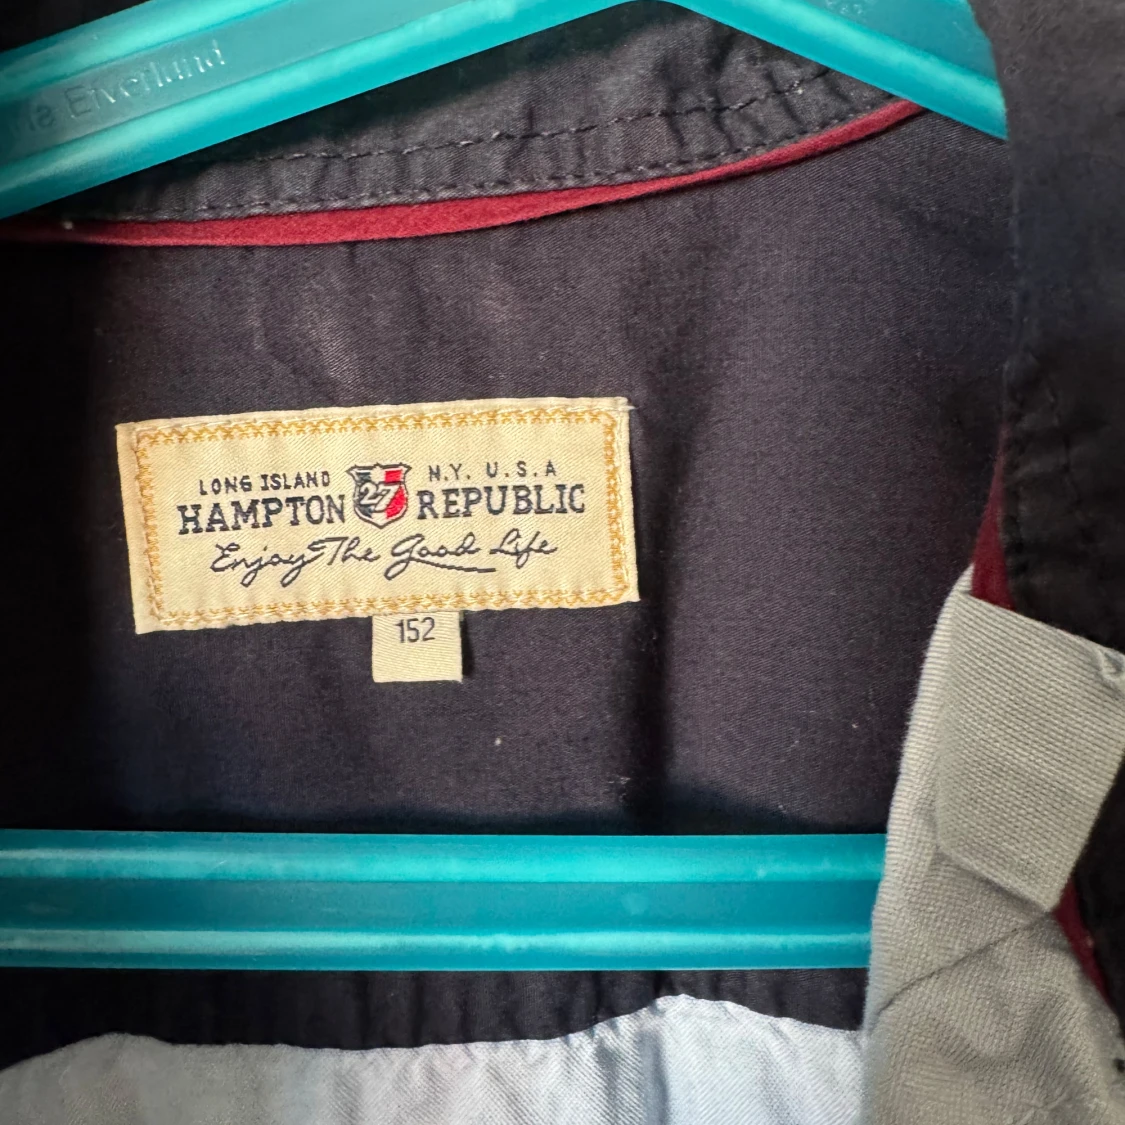 LONG ISLAND 27 N.Y. U.S.A
HAMPTON REPUBLIC
Enjoy The Good Life
152